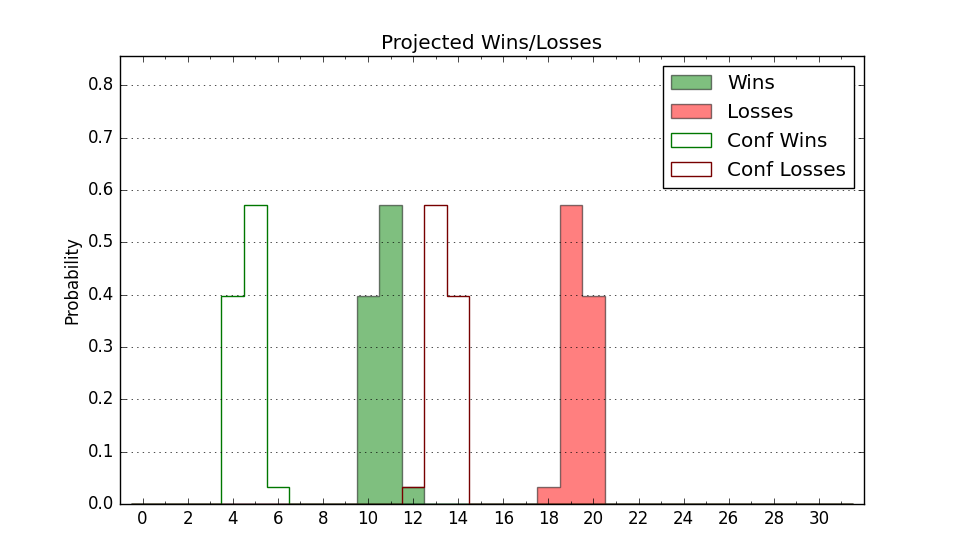 Projected Wins/Losses
Wins
Losses
Conf Wins
Conf Losses
Probability
0.8
0.7
0.6
0.5
0.4
0.3
0.2
0.1
0.0
0 2 4 6 8 10 12 14 16 18 20 22 24 26 28 30